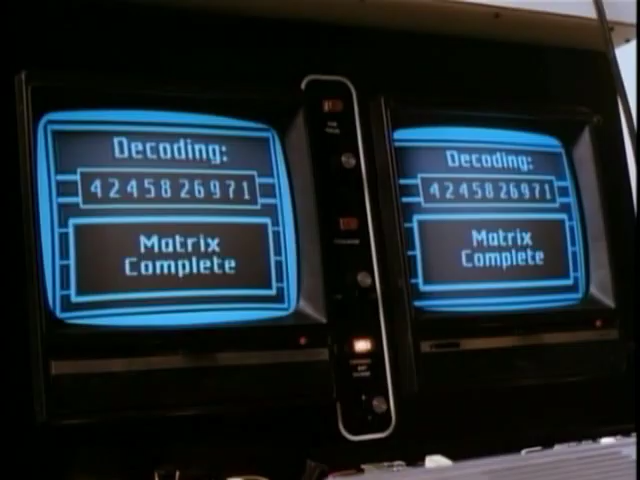 Decoding:
4245826971
Matrix
Complete
Decoding:
4245826971
Matrix
Complete